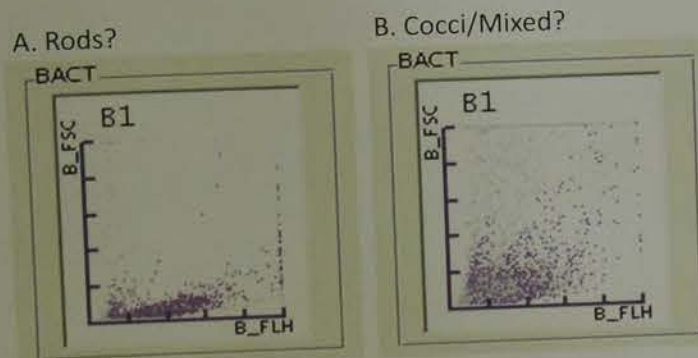 A. Rods?
BACT
B1
B_FSC
B_FLH
B. Cocci/Mixed?
BACT
B1
B_FSC
B_FLH